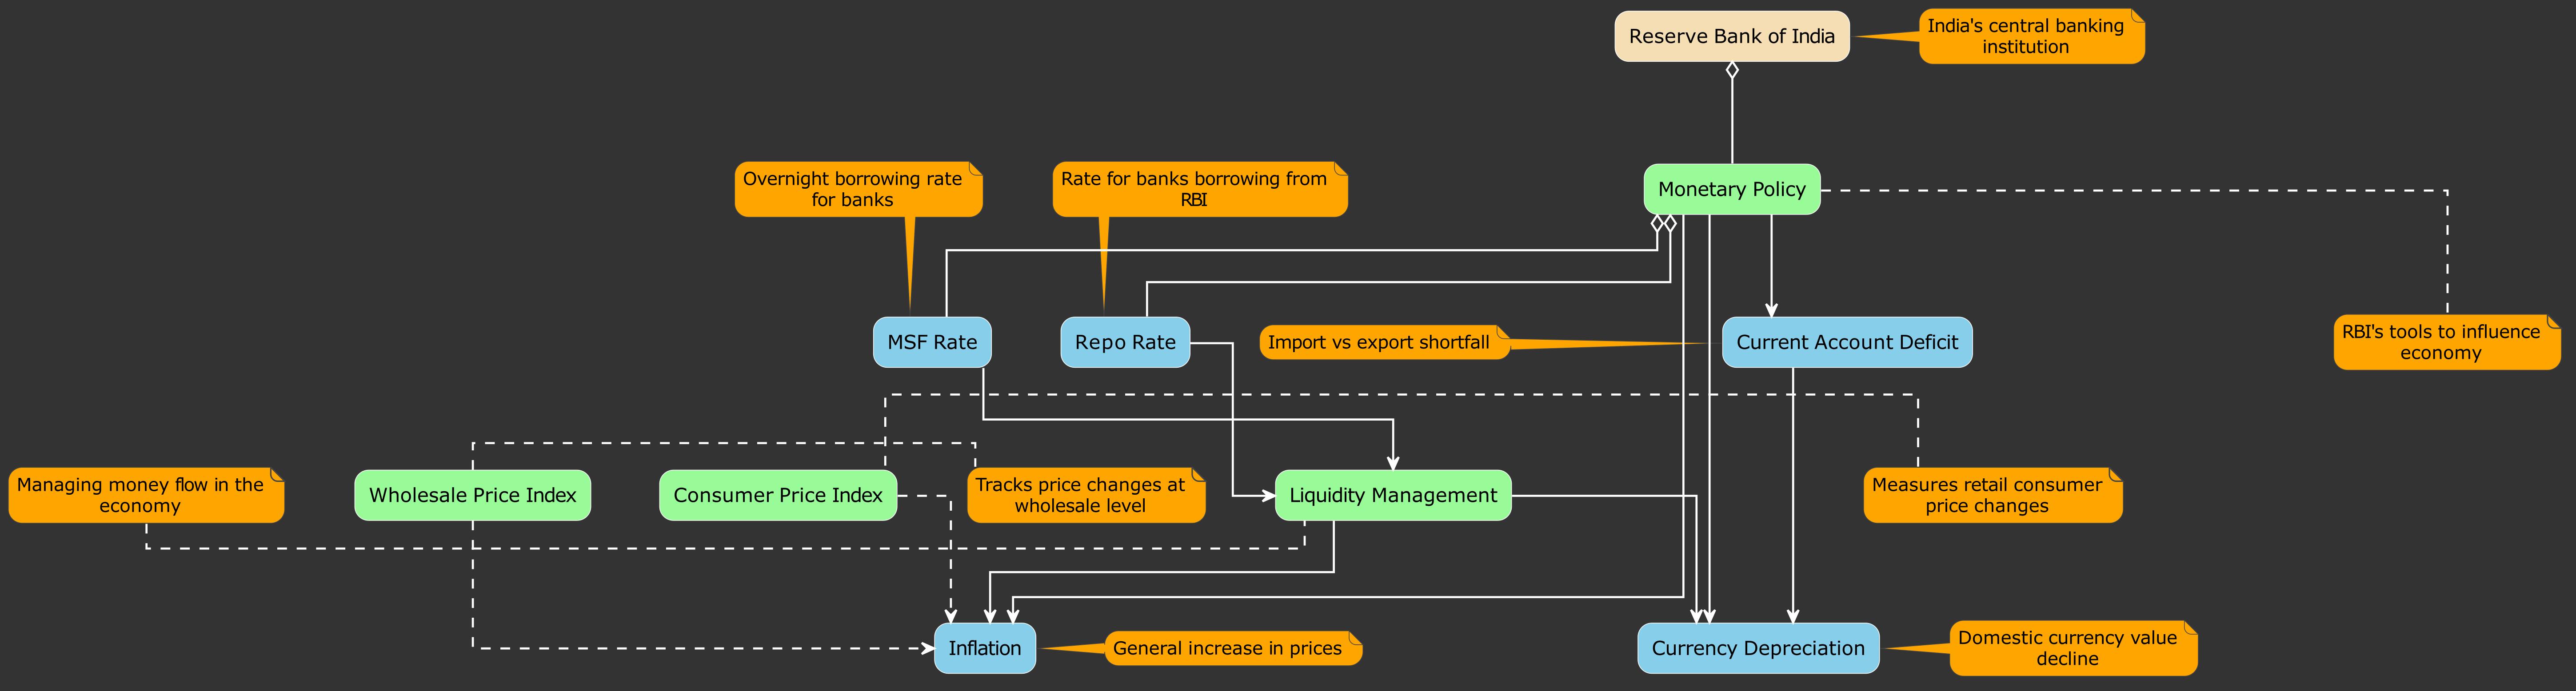 Reserve Bank of India
India's central banking
institution
Overnight borrowing rate
for banks
Rate for banks borrowing from
RBI
Monetary Policy
MSF Rate
Repo Rate
Import vs export shortfall
Current Account Deficit
RBI's tools to influence
economy
Managing money flow in the
economy
Wholesale Price Index
Consumer Price Index
Tracks price changes at
wholesale level
Liquidity Management
Measures retail consumer
price changes
Inflation
General increase in prices
Currency Depreciation
Domestic currency value
decline